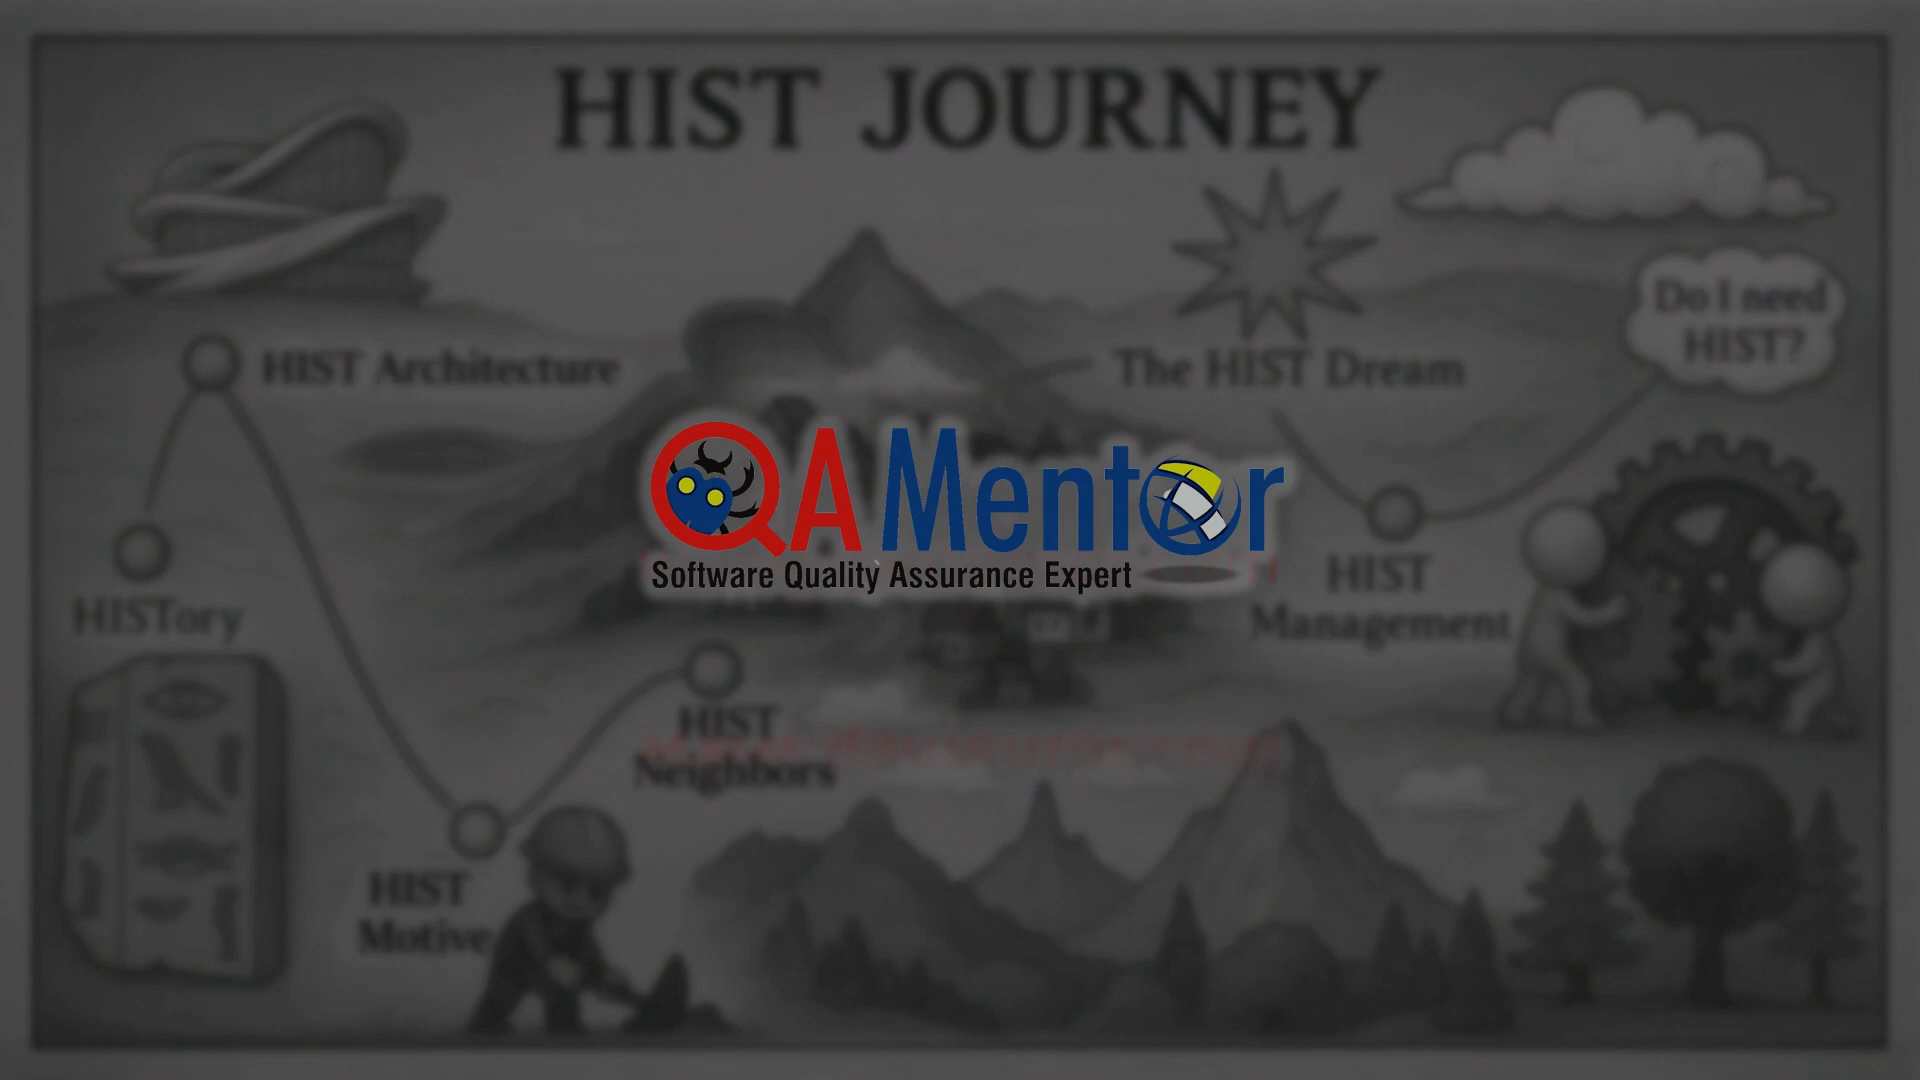 HIST JOURNEY
Do I need
HIST?
HIST Architecture
The HIST Dream
QA Mentor
Software Quality Assurance Expert
HISTory
HIST
Management
HIST
Neighbors
HIST
Motive